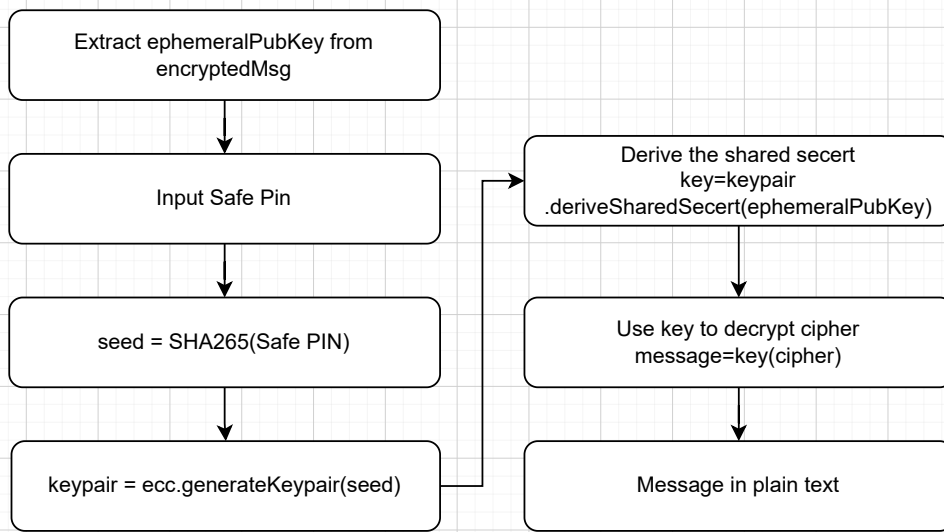 Extract ephemeralPubKey from
encryptedMsg
Input Safe Pin
seed = SHA265(Safe PIN)
keypair = ecc.generateKeypair(seed)
Derive the shared secert
key=keypair
.deriveSharedSecert(ephemeralPubKey)
Use key to decrypt cipher
message=key(cipher)
Message in plain text